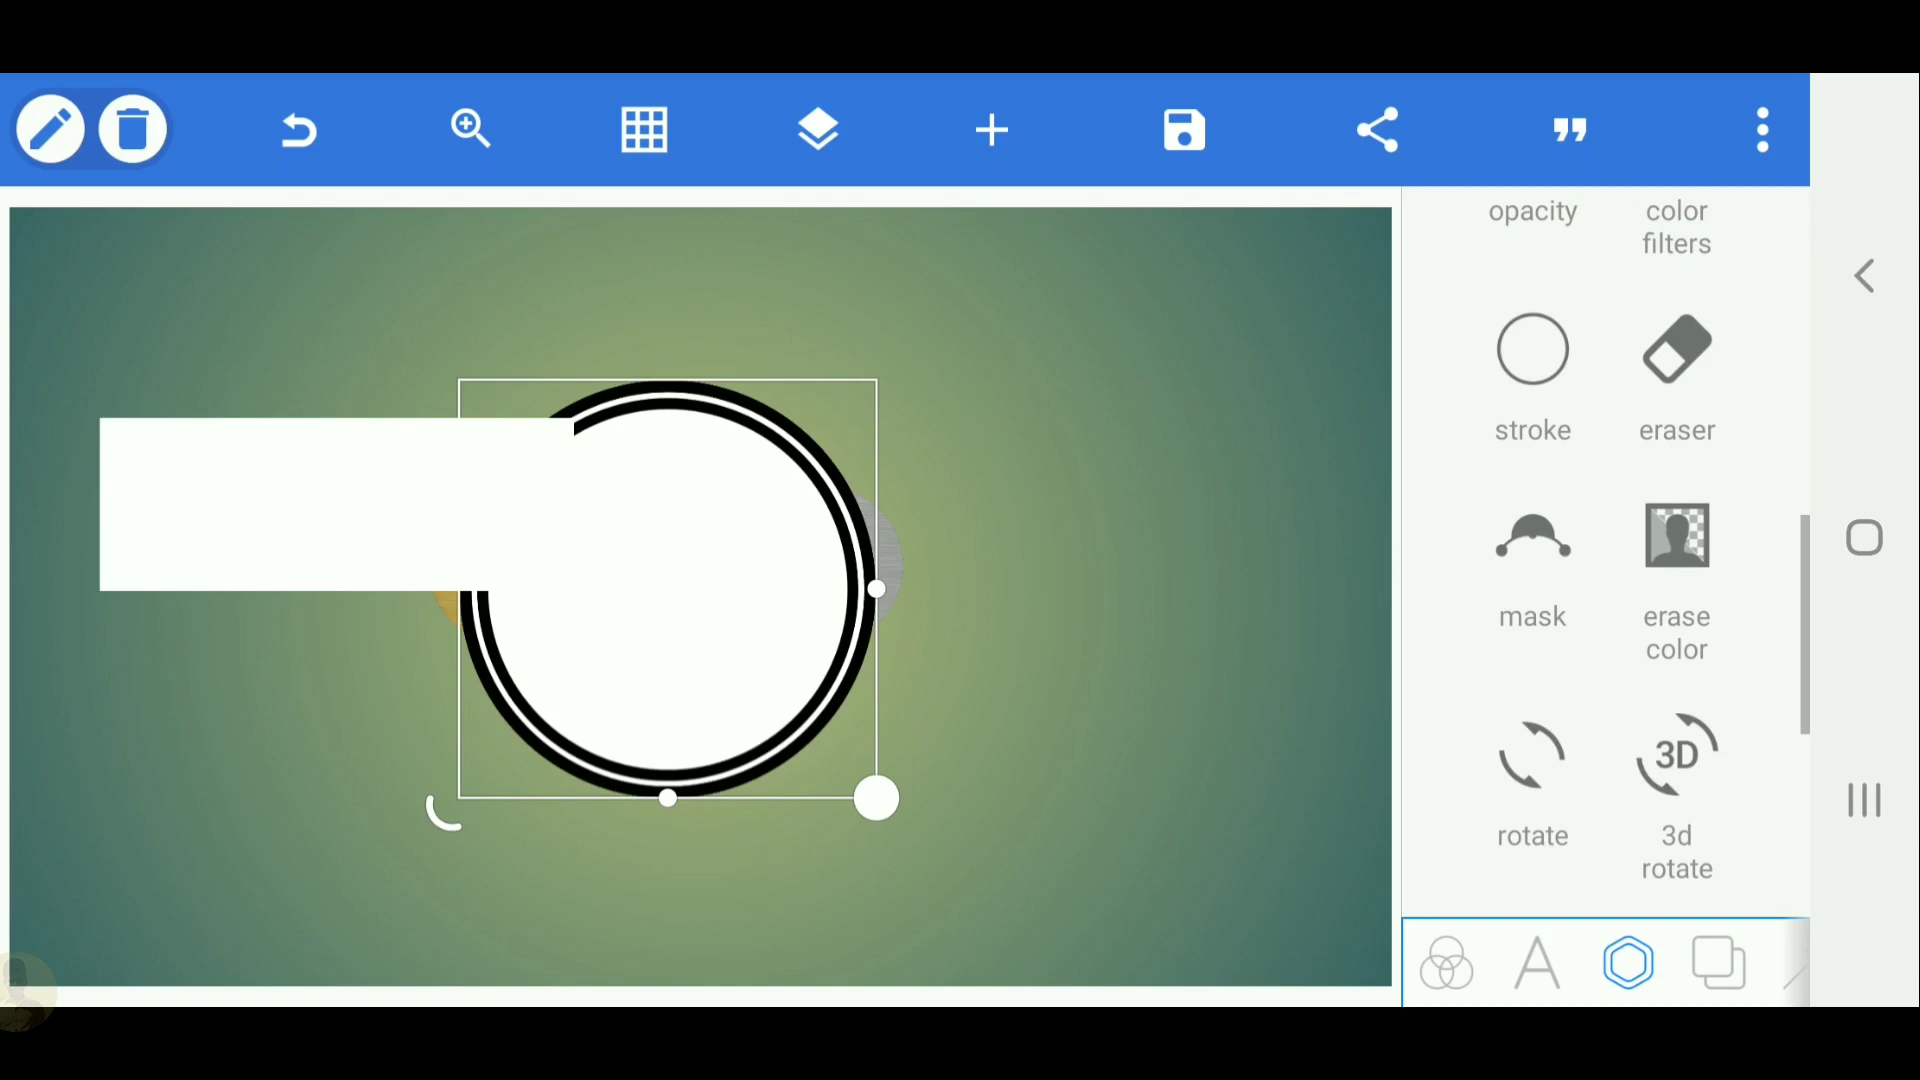 opacity
color
filters
stroke
eraser
mask
erase
color
3D
rotate
3d
rotate
A